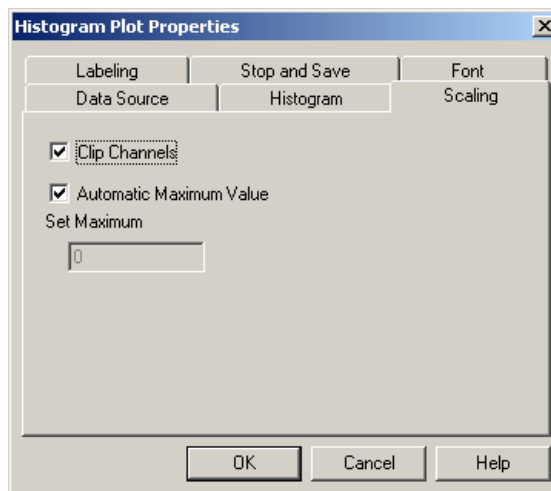 Histogram Plot Properties
Labeling Stop and Save Font
Data Source Histogram Scaling
Clip Channels
Automatic Maximum Value
Set Maximum
0
OK Cancel Help